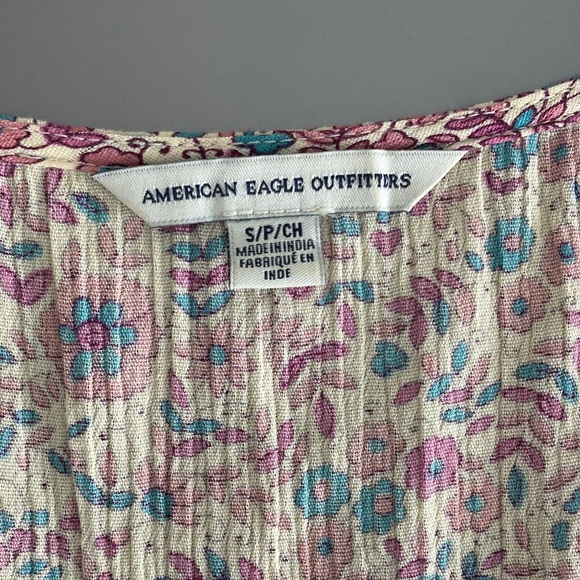 AMERICAN EAGLE OUTFITTERS
S/P/CH
MADE IN INDIA
FABRIQUÉ EN
INDE